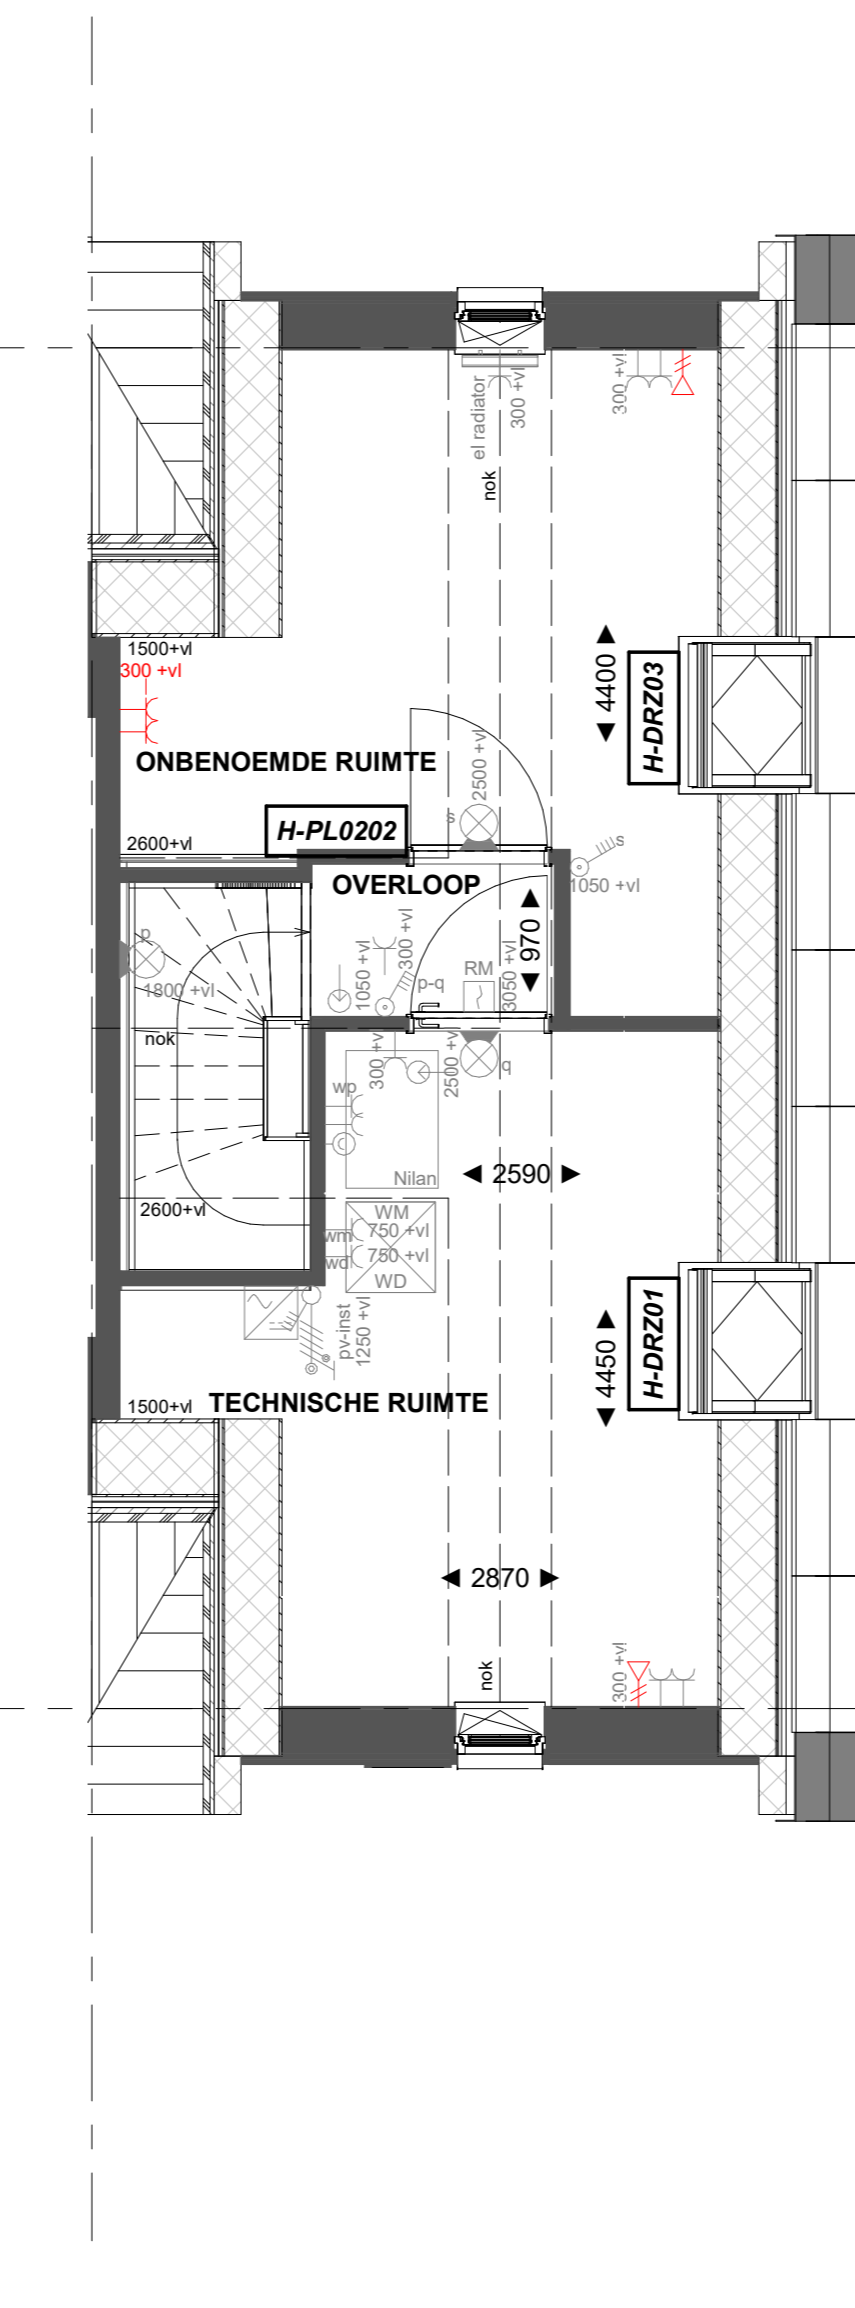 el radiator
300 +vl
300 +vl
nok
1500+vl
300 +vl
4400
H-DRZ03
ONBENOEMDE RUIMTE
2500 +vl
s
H-PL0202
2600+vl
s
1050 +vl
OVERLOOP
p
1800 +vl
1050 +vl
300 +vl
p-q
RM
3050 +vl
970
nok
300 +vl
2500 +vl
q
wp
Nilan
2590
2600+vl
WM
wm
750 +vl
wd
750 +vl
WD
pv-inst
1250 +vl
4450
H-DRZ01
1500+vl
TECHNISCHE RUIMTE
2870
nok
300 +vl